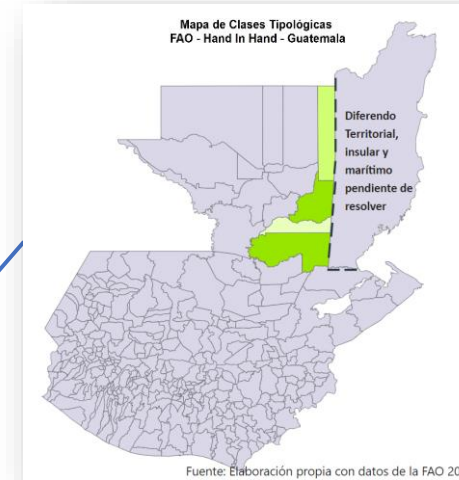 Mapa de Clases Tipológicas
FAO - Hand In Hand - Guatemala
Diferendo
Territorial,
insular y
marítimo
pendiente de
resolver
Fuente: Elaboración propia con datos de la FAO 20